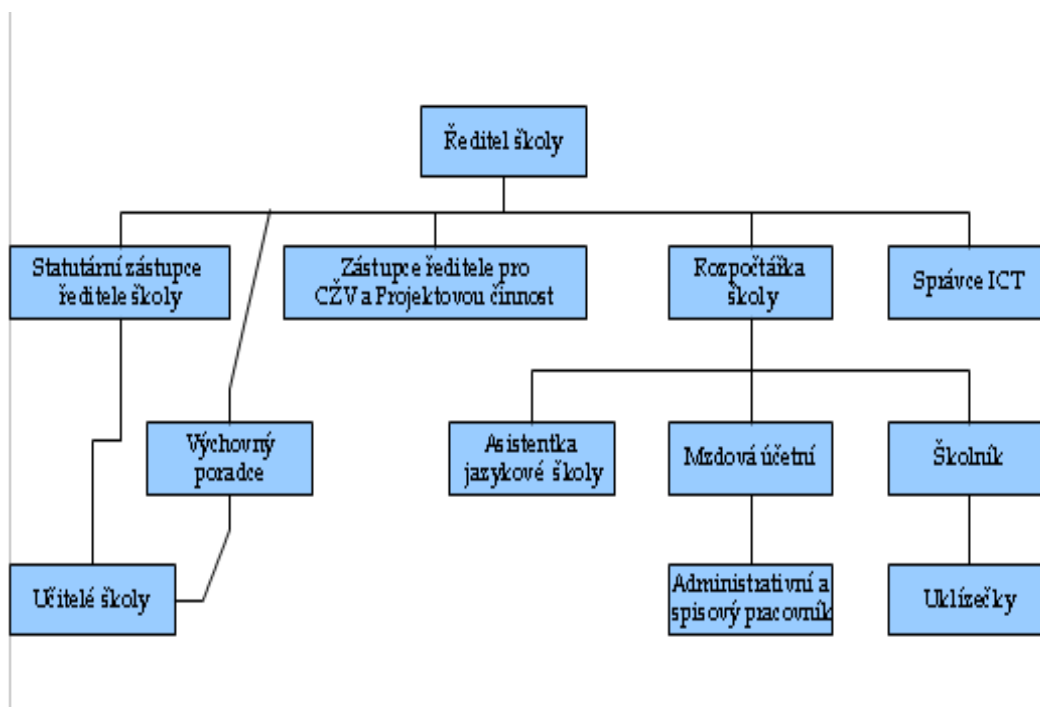 Ředitel školy
Statutární zástupce
ředitele školy
Zástupce ředitele pro
CŽV a Projektovou činnost
Rozpočtářka
školy
Správce ICT
Výchovný
poradce
Asistentka
jazykové školy
Mzdová účetní
Školník
Učitelé školy
Administrativní a
spisový pracovník
Uklízečky